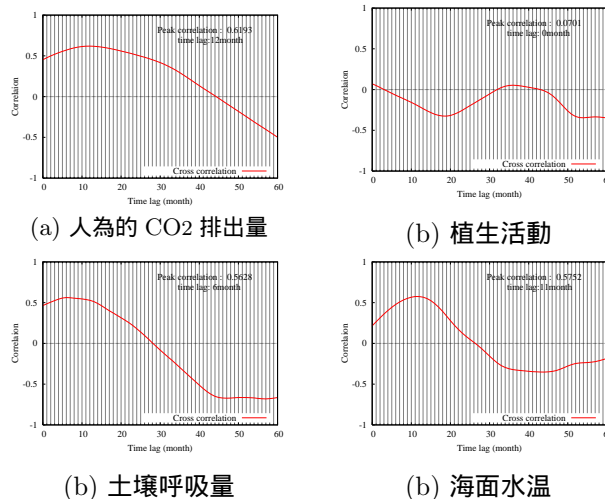 1
0.5
0
-0.5
-1
Correlaion
Peak correlation : 0.6193
time lag:12month
Cross correlation
0 10 20 30 40 50 60
Time lag (month)
(a) 人為的 CO2 排出量
1
0.5
0
-0.5
-1
Correlaion
Peak correlation : 0.0701
time lag: 0month
Cross correlation
0 10 20 30 40 50 60
Time lag (month)
(b) 植生活動
1
0.5
0
-0.5
-1
Correlaion
Peak correlation : 0.5628
time lag: 6month
Cross correlation
0 10 20 30 40 50 60
Time lag (month)
(b) 土壌呼吸量
1
0.5
0
-0.5
-1
Correlaion
Peak correlation : 0.5752
time lag:11month
Cross correlation
0 10 20 30 40 50 60
Time lag (month)
(b) 海面水温